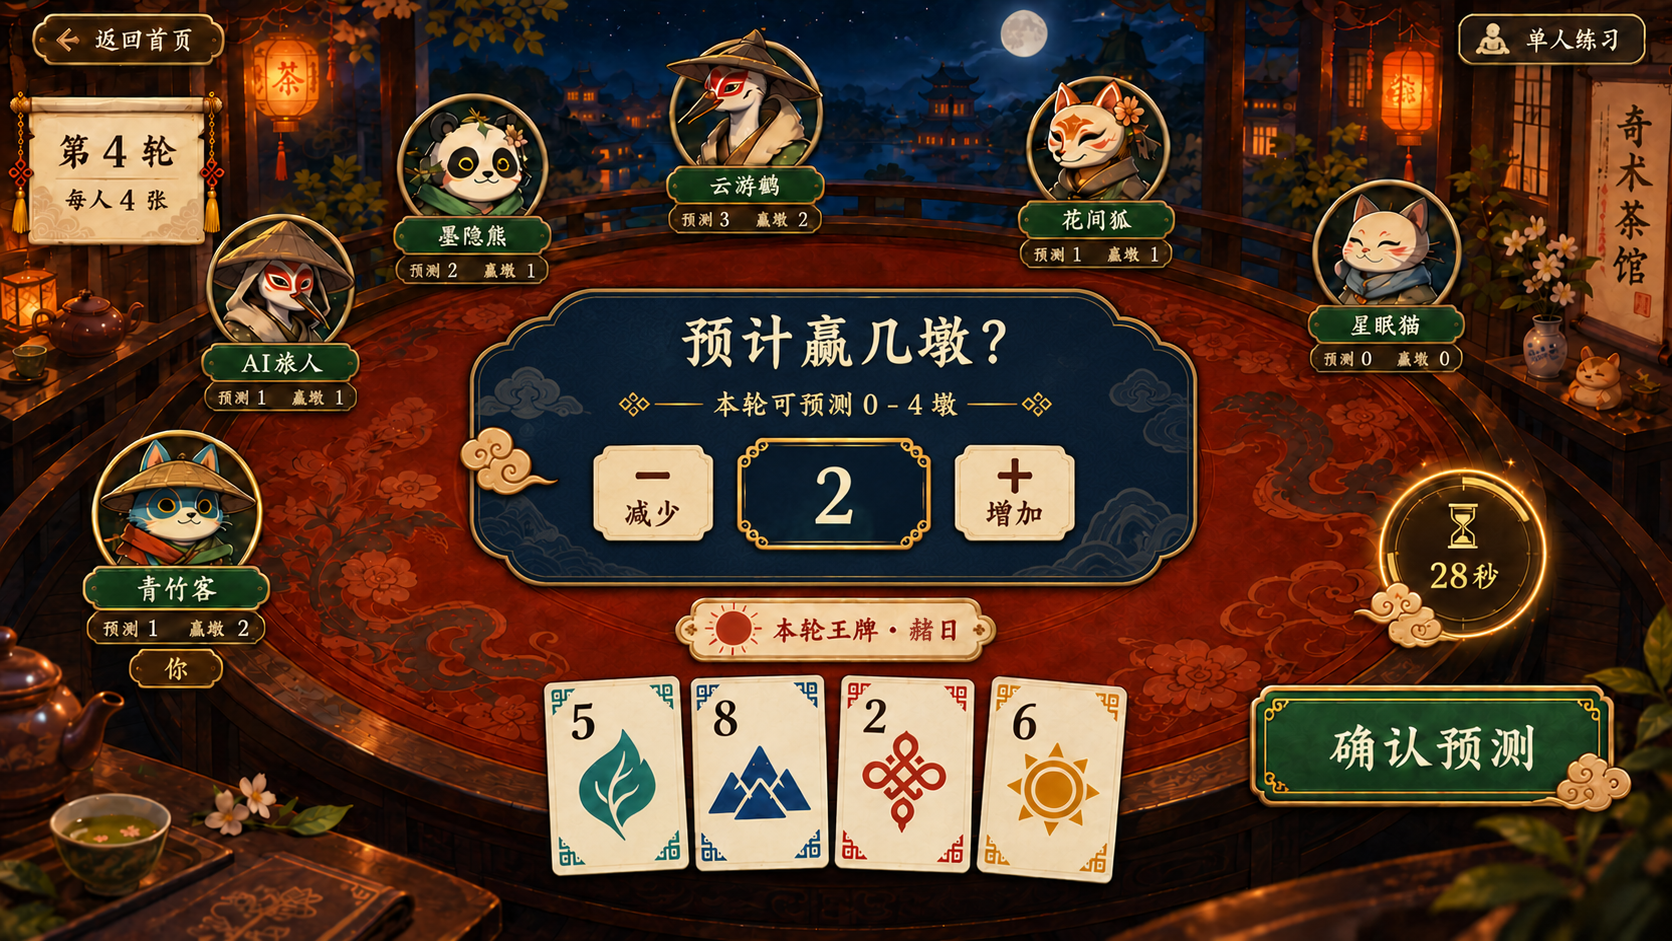 返回首页
单人练习
第4轮
每人4张
奇术茶馆
茶
云游鹤
预测 3 赢墩 2
花间狐
预测 1 赢墩 1
墨隐熊
预测 2 赢墩 1
星眠猫
预测 0 赢墩 0
AI旅人
预测 1 赢墩 1
青竹客
预测 1 赢墩 2
你
预计赢几墩？
本轮可预测 0 - 4 墩
减少
2
增加
28秒
本轮王牌·赭日
5
8
2
6
确认预测